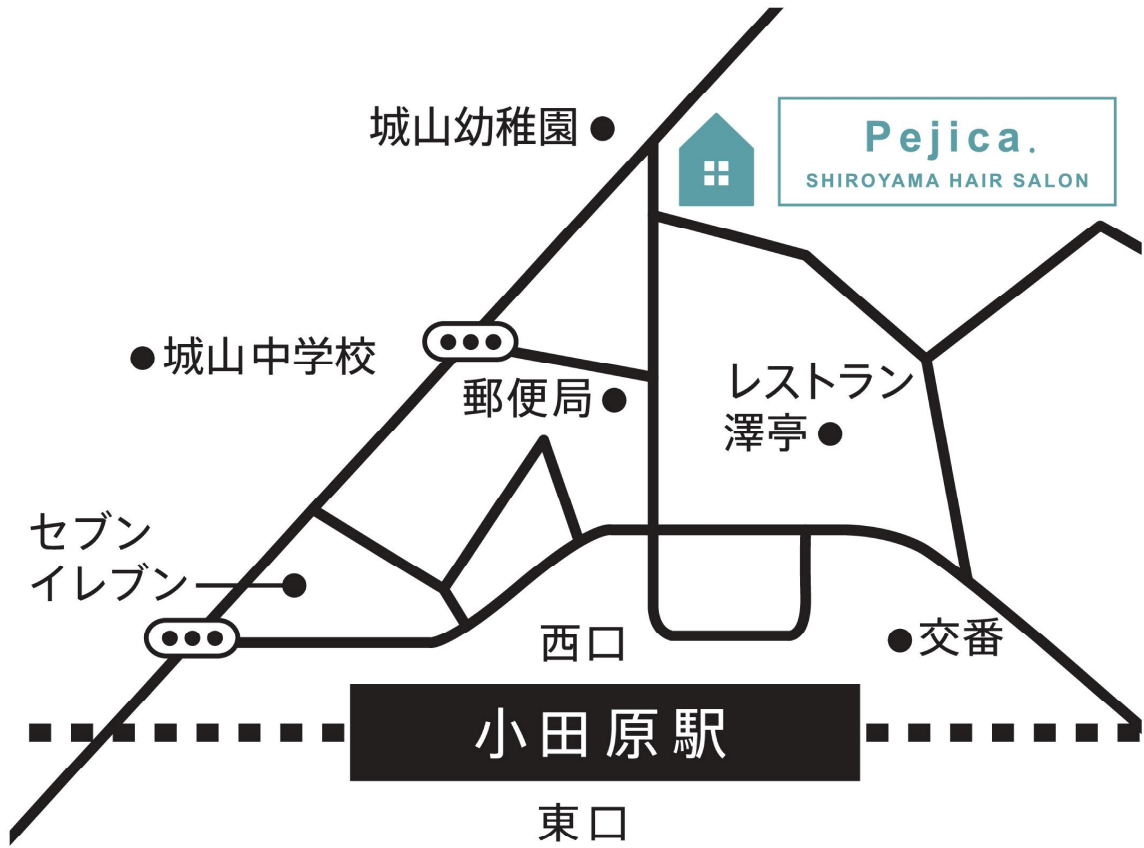 城山幼稚園
Pejica.
SHIROYAMA HAIR SALON
城山中学校
郵便局
レストラン
澤亭
セブン
イレブン
西口
交番
小田原駅
東口